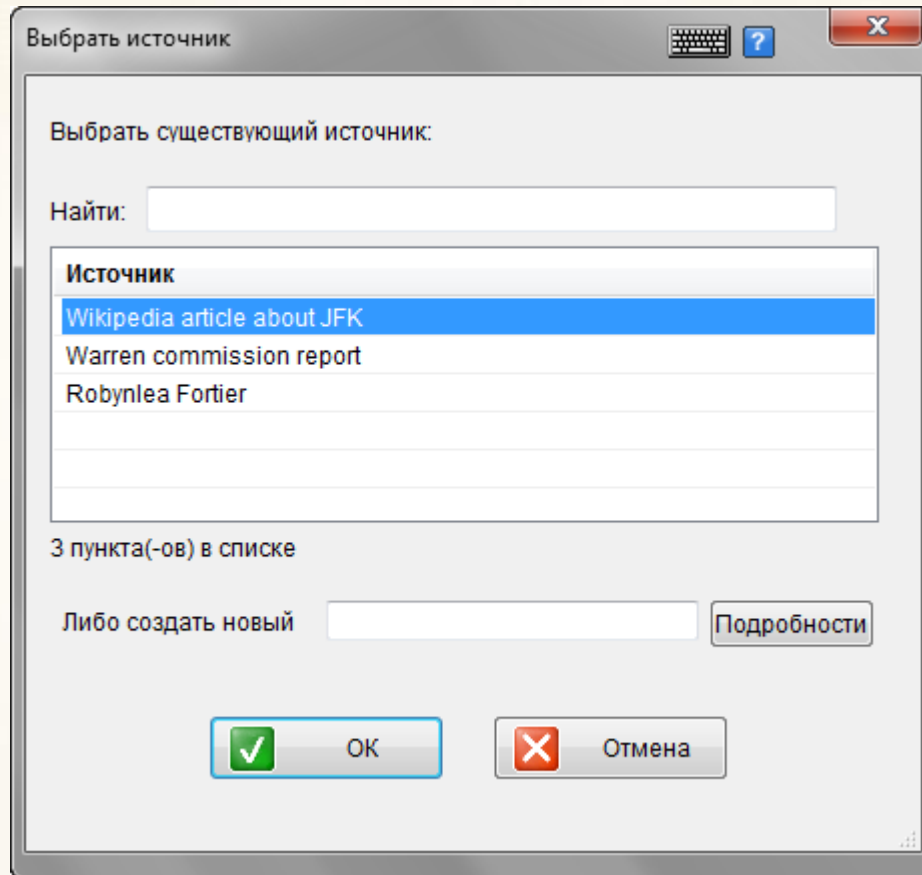 Выбрать источник
?
Выбрать существующий источник:
Найти:
Источник
Wikipedia article about JFK
Warren commission report
Robynlea Fortier
3 пункта(-ов) в списке
Либо создать новый Подробности
ОК Отмена